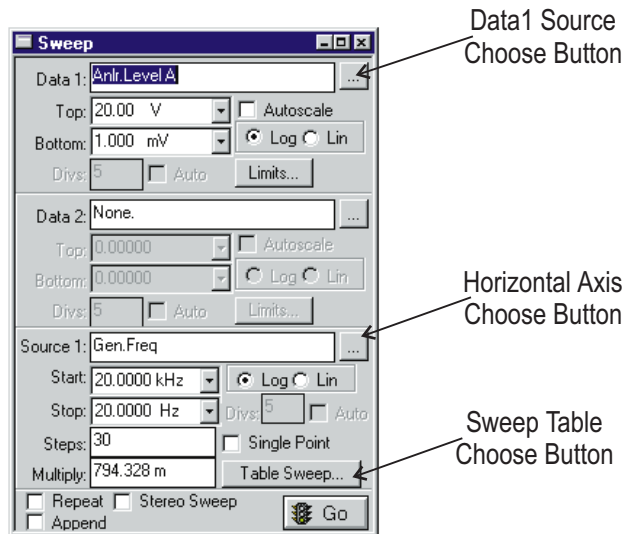 Data1 Source
Choose Button
Sweep
Data 1: Anlr.Level A ...
Top: 20.00 V Autoscale
Bottom: 1.000 mV Log Lin
Divs: 5 Auto Limits...
Data 2: None. ...
Top: 0.00000 Autoscale
Bottom: 0.00000 Log Lin
Divs: 5 Auto Limits...
Horizontal Axis
Choose Button
Source 1: Gen.Freq ...
Start: 20.0000 kHz Log Lin
Stop: 20.0000 Hz Divs: 5 Auto
Steps: 30 Single Point
Sweep Table
Choose Button
Multiply: 794.328 m Table Sweep...
Repeat Stereo Sweep
Append Go